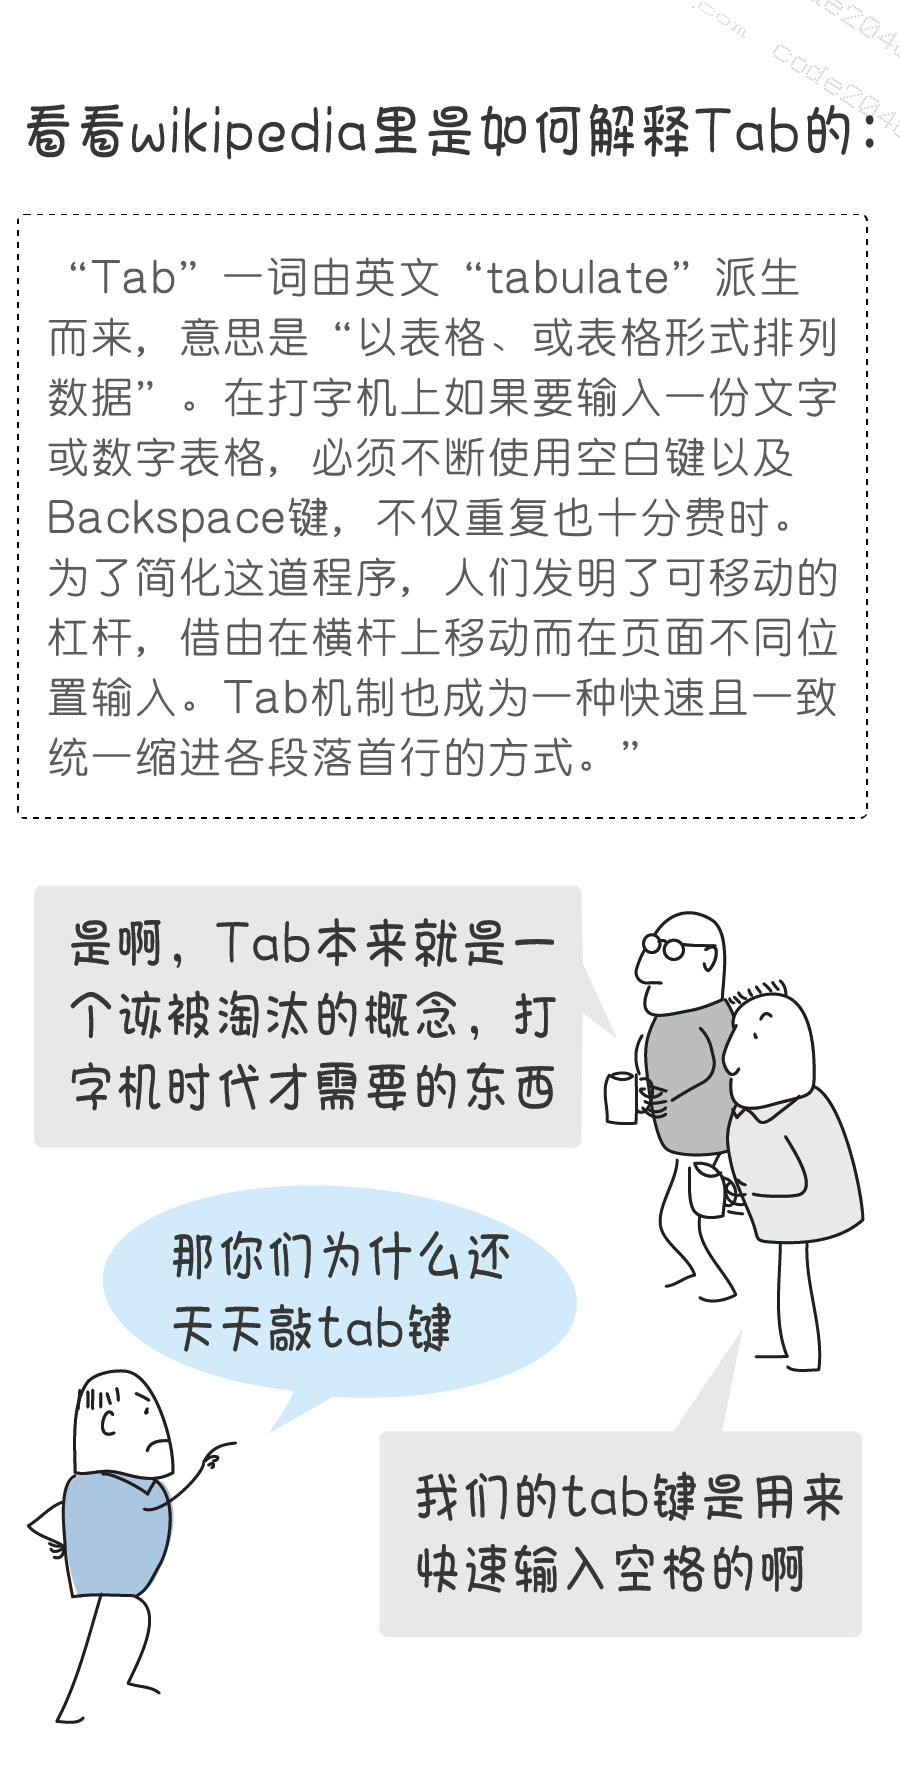 code2040
.com
code2040
看看wikipedia里是如何解释Tab的：
“Tab”一词由英文“tabulate”派生
而来，意思是“以表格、或表格形式排列
数据”。在打字机上如果要输入一份文字
或数字表格，必须不断使用空白键以及
Backspace键，不仅重复也十分费时。
为了简化这道程序，人们发明了可移动的
杠杆，借由在横杆上移动而在页面不同位
置输入。Tab机制也成为一种快速且一致
统一缩进各段落首行的方式。”
是啊，Tab本来就是一
个该被淘汰的概念，打
字机时代才需要的东西
那你们为什么还
天天敲tab键
我们的tab键是用来
快速输入空格的啊